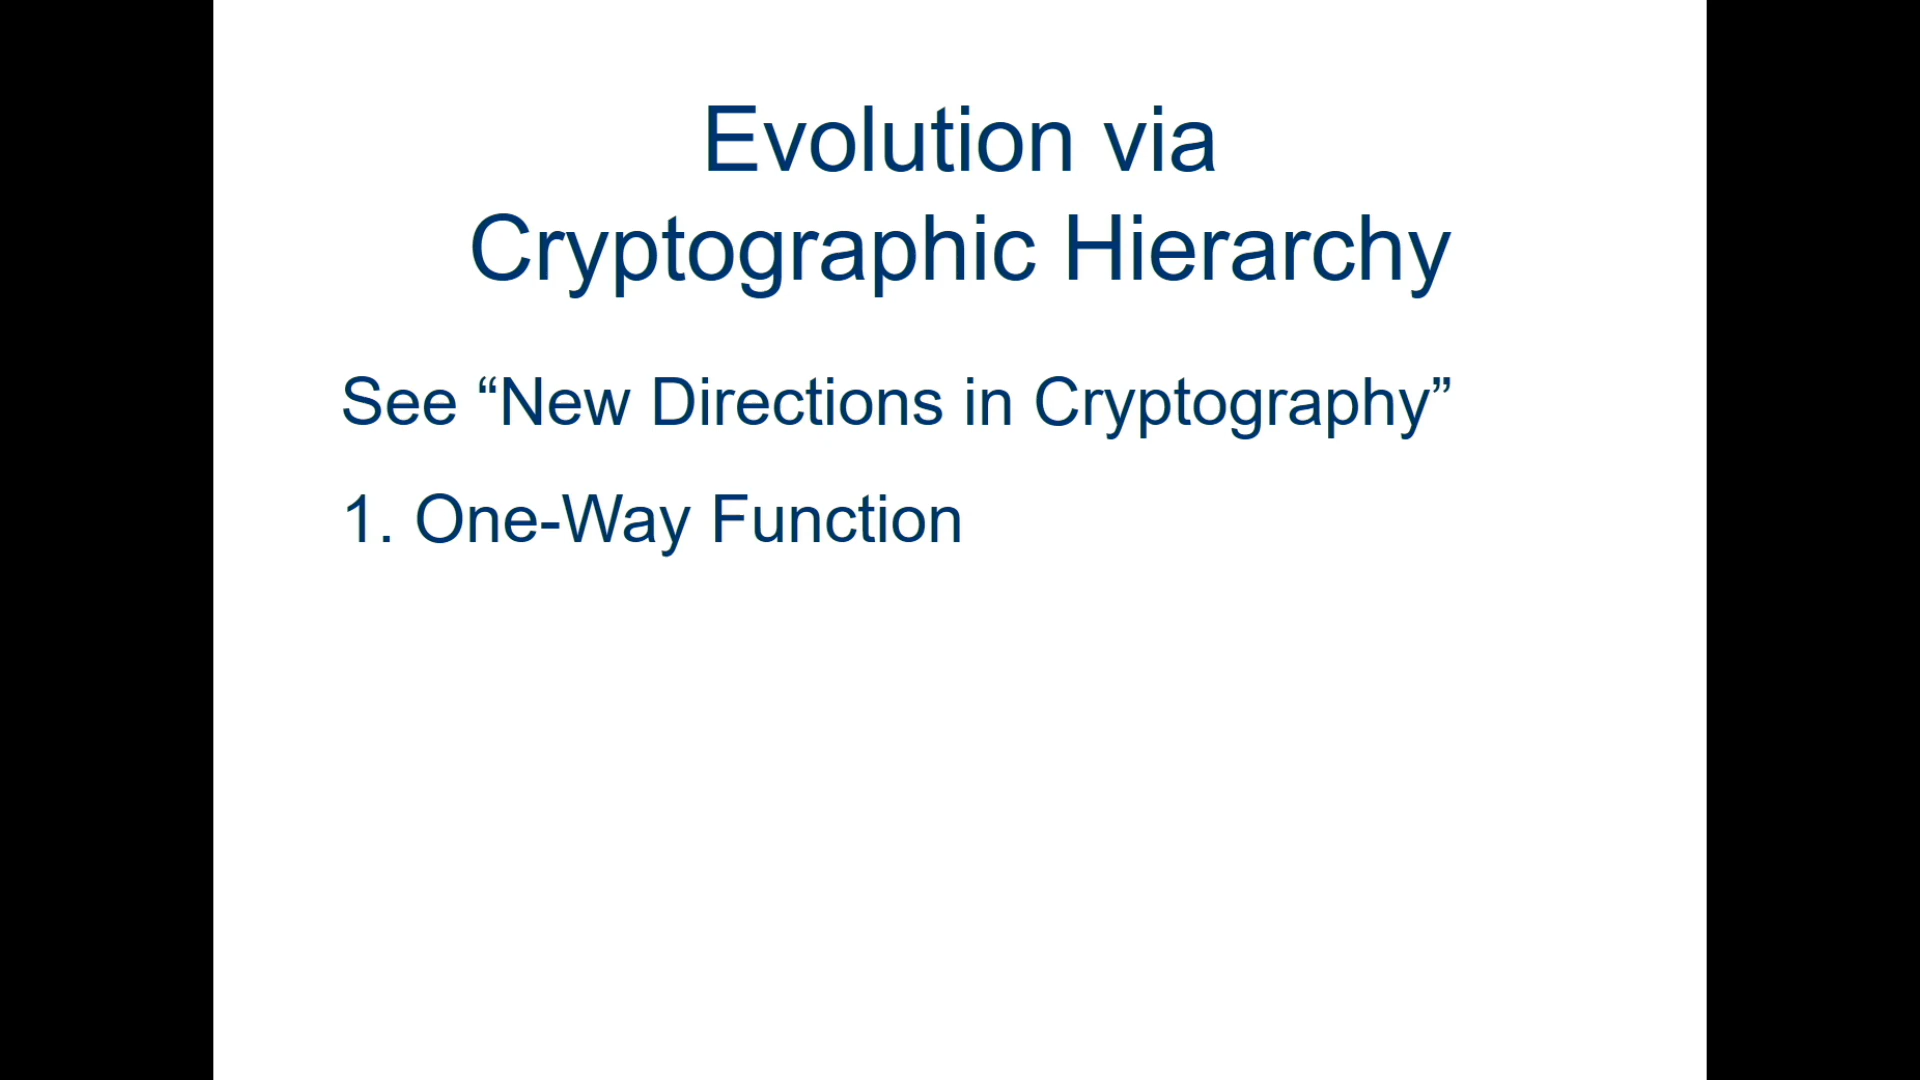 Evolution via
Cryptographic Hierarchy
See “New Directions in Cryptography”
1. One-Way Function